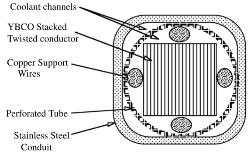 Coolant channels
YBCO Stacked
Twisted conductor
Copper Support
Wires
Perforated Tube
Stainless Steel
Conduit